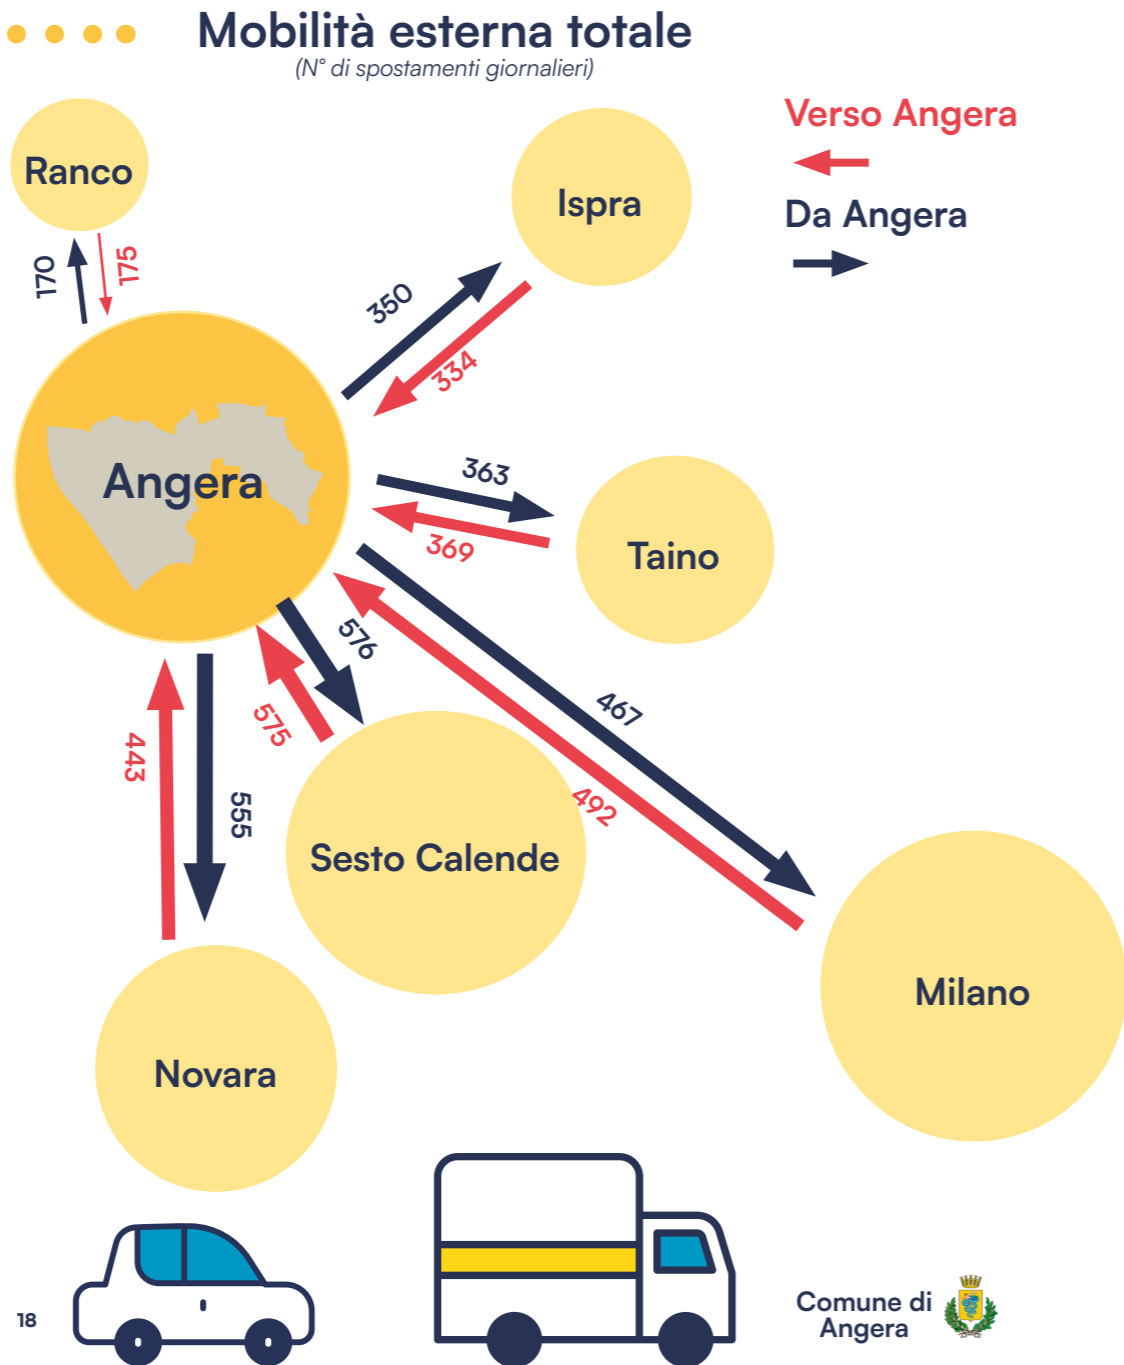 Mobilità esterna totale
(N° di spostamenti giornalieri)
Verso Angera
Da Angera
Ranco
Ispra
170
175
350
334
Angera
363
369
Taino
576
575
467
492
443
555
Sesto Calende
Milano
Novara
18
Comune di
Angera